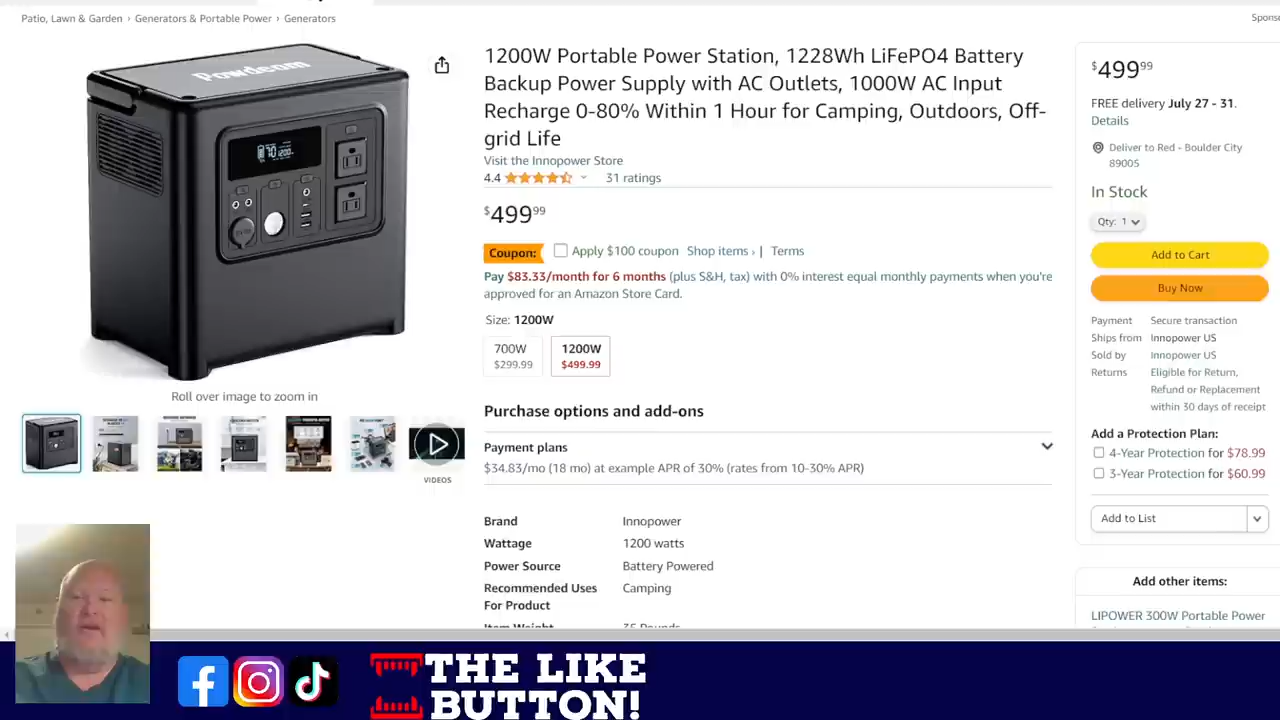 Patio, Lawn & Garden › Generators & Portable Power › Generators
Powdeom
1200W Portable Power Station, 1228Wh LiFePO4 Battery
Backup Power Supply with AC Outlets, 1000W AC Input
Recharge 0-80% Within 1 Hour for Camping, Outdoors, Off-
grid Life
Visit the Innopower Store
4.4 31 ratings
$499 99
Coupon: Apply $100 coupon Shop items › | Terms
Pay $83.33/month for 6 months (plus S&H, tax) with 0% interest equal monthly payments when you're
approved for an Amazon Store Card.
Size: 1200W
700W
$299.99
1200W
$499.99
Roll over image to zoom in
VIDEOS
Purchase options and add-ons
Payment plans
$34.83/mo (18 mo) at example APR of 30% (rates from 10-30% APR)
Brand Innopower
Wattage 1200 watts
Power Source Battery Powered
Recommended Uses Camping
For Product
Item Weight 35 Pounds
$499 99
FREE delivery July 27 - 31.
Details
Deliver to Red - Boulder City
89005
In Stock
Qty: 1
Add to Cart
Buy Now
Payment Secure transaction
Ships from Innopower US
Sold by Innopower US
Returns Eligible for Return,
Refund or Replacement
within 30 days of receipt
Add a Protection Plan:
4-Year Protection for $78.99
3-Year Protection for $60.99
Add to List
Add other items:
LIPOWER 300W Portable Power
THE LIKE
BUTTON!